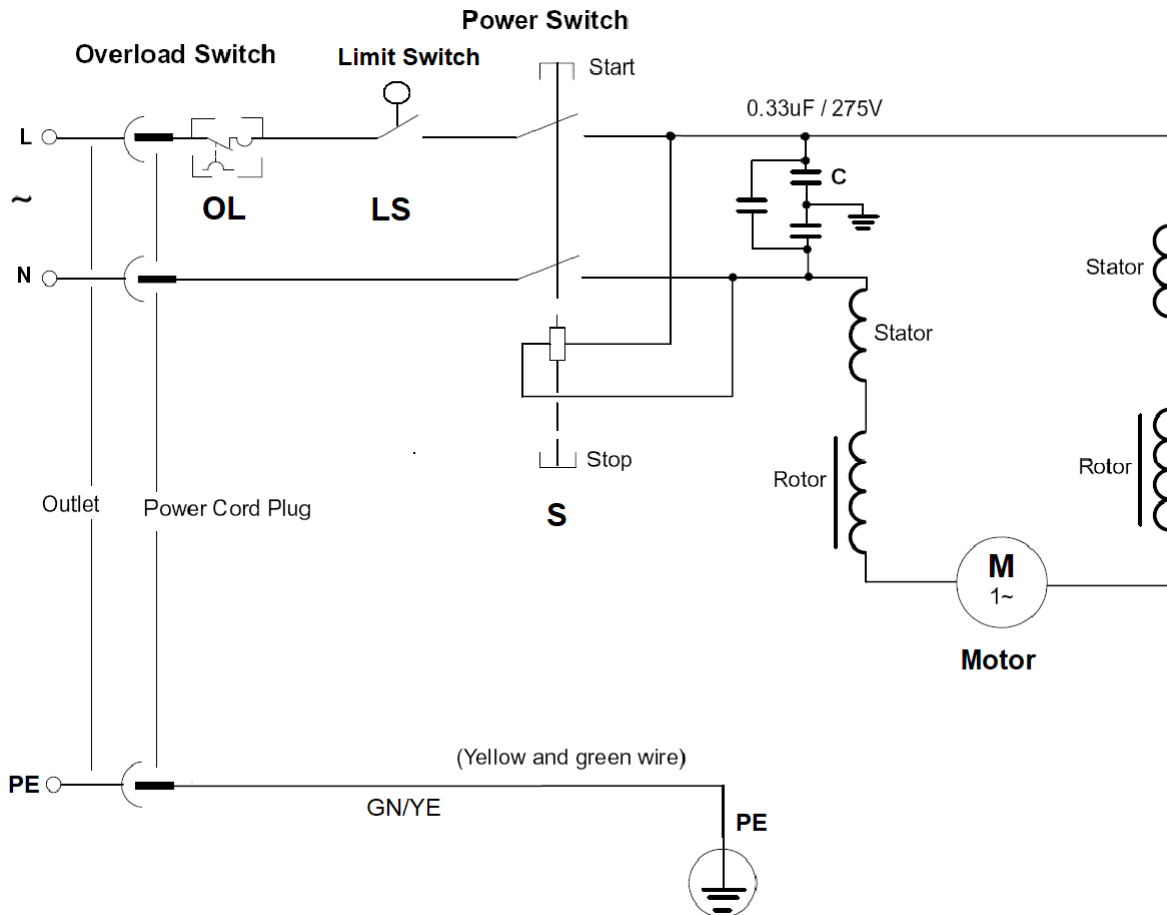 Power Switch
Overload Switch
Limit Switch
Start
0.33uF / 275V
L
C
~
OL
LS
N
Stator
Stator
Stop
Rotor
Rotor
Outlet
Power Cord Plug
S
M
1~
Motor
(Yellow and green wire)
PE
GN/YE
PE